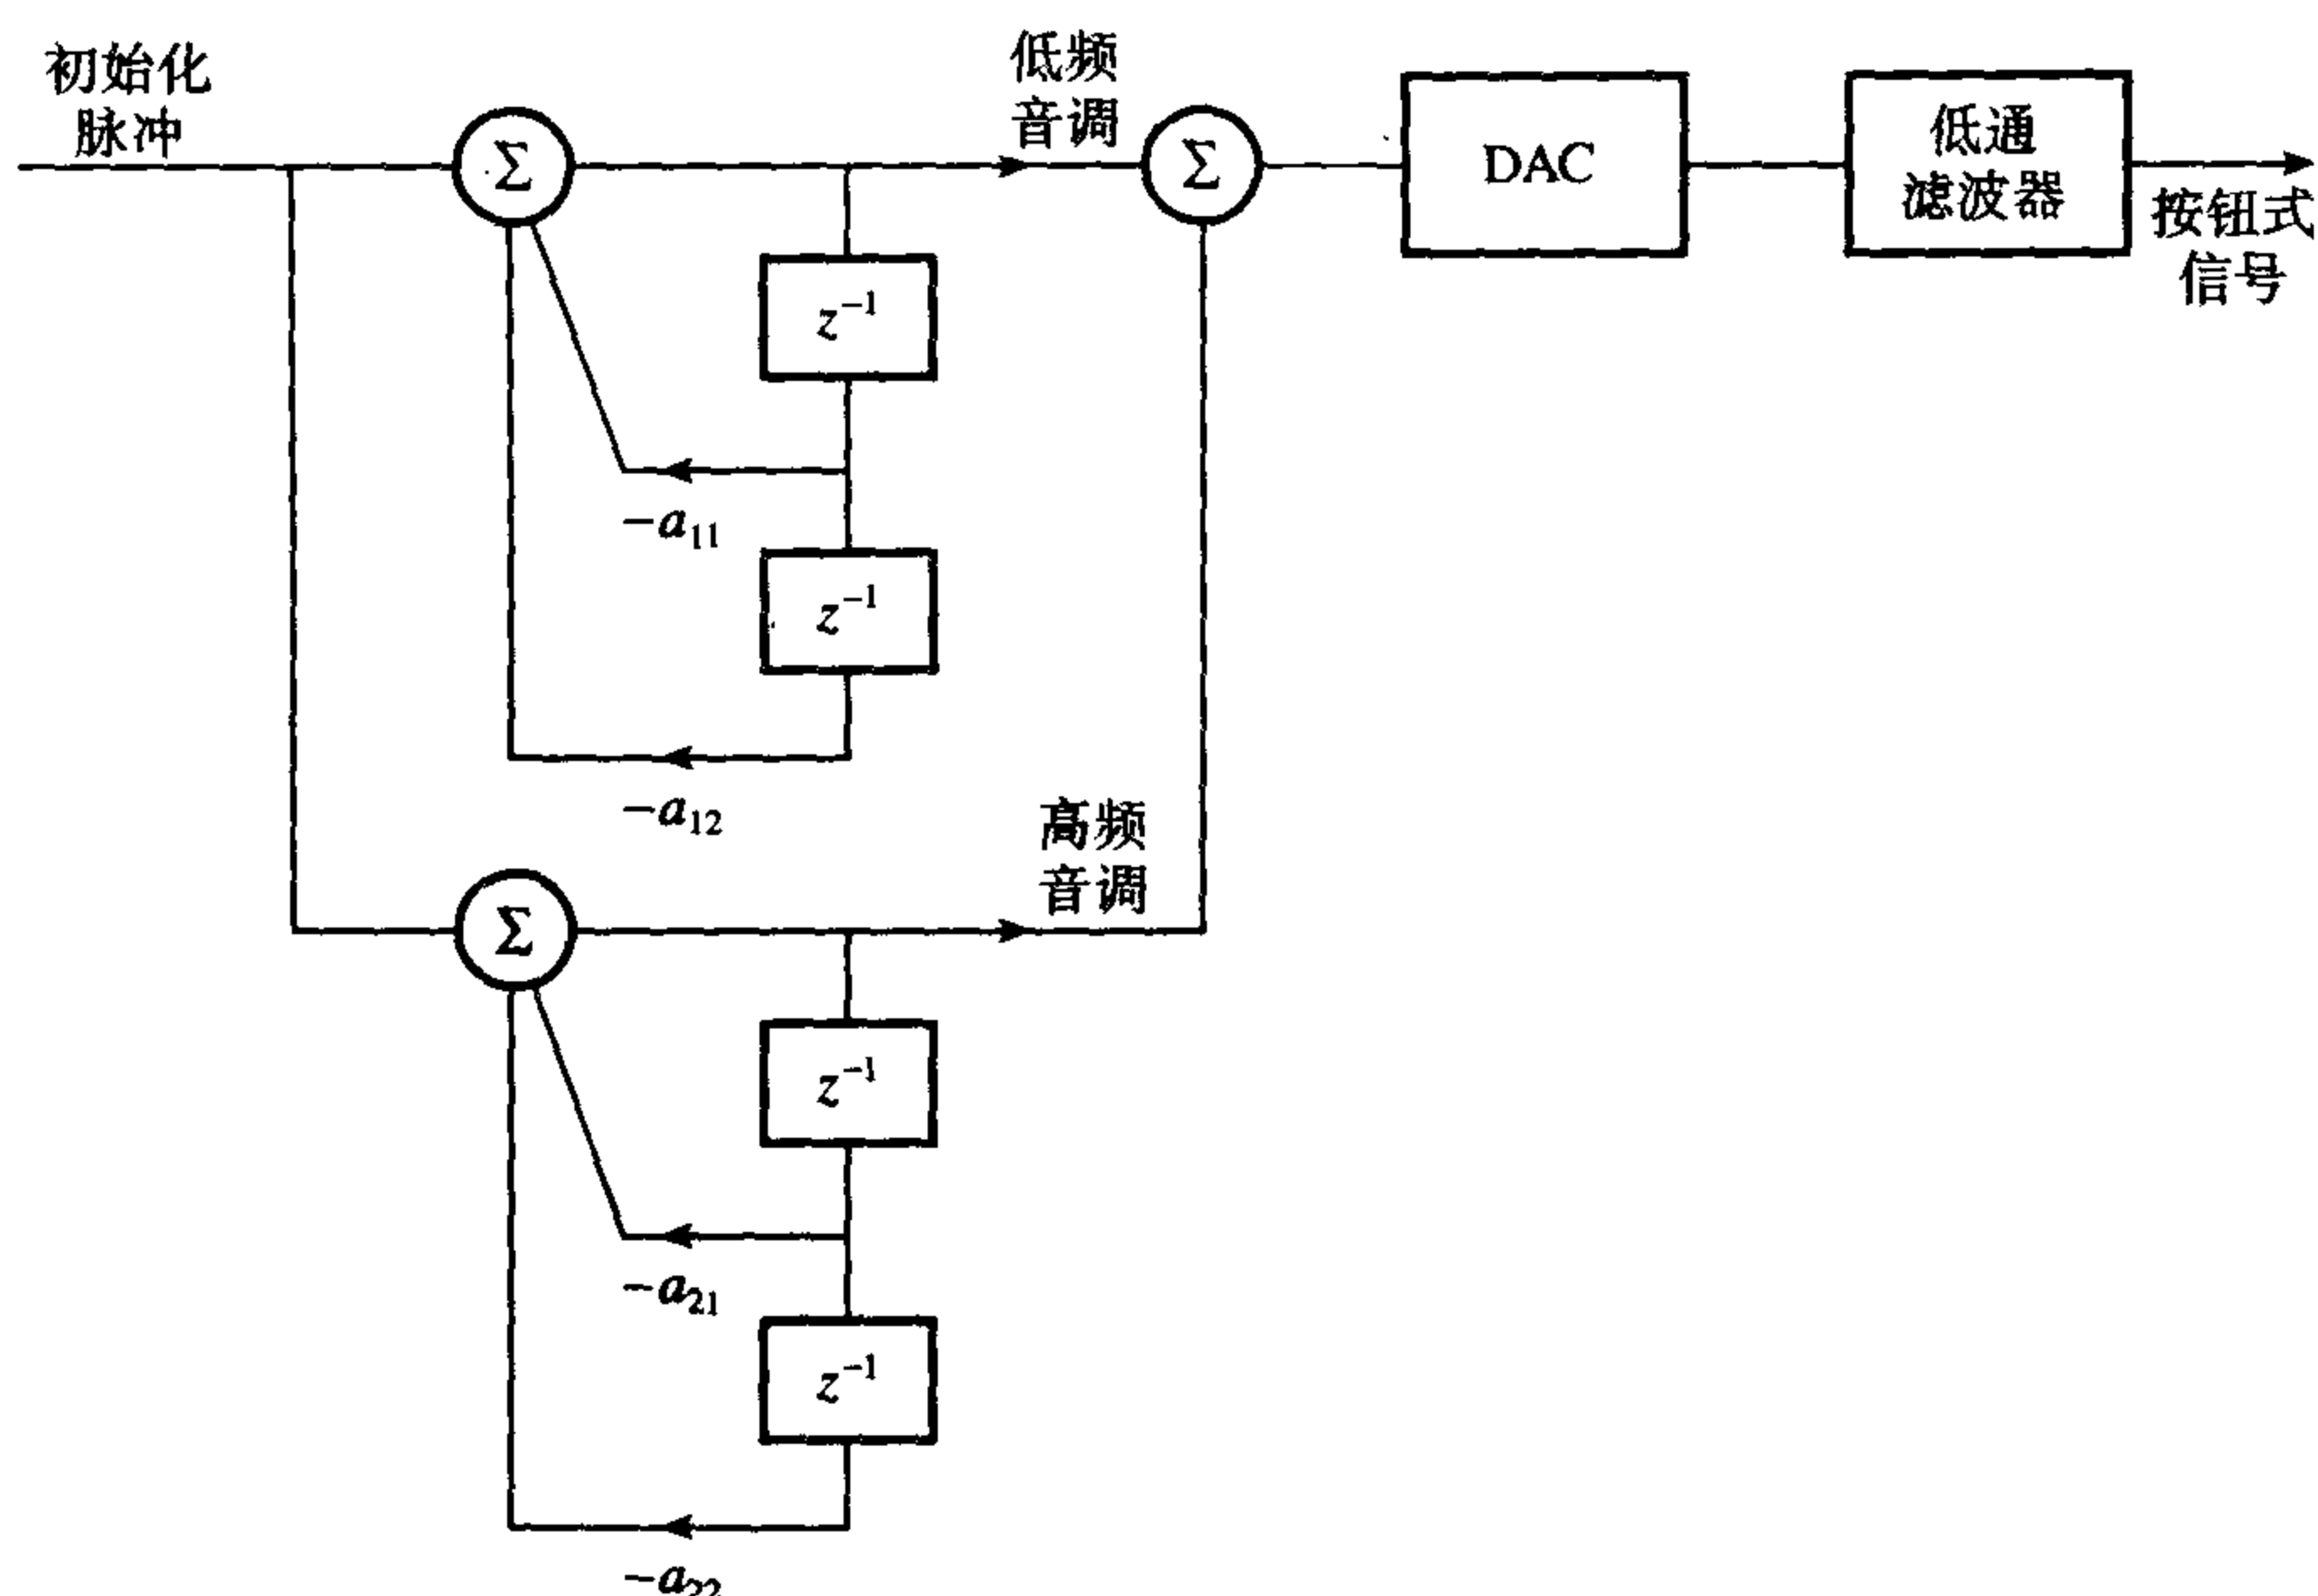 初始化
脉冲
Σ
低频
音调
Σ
DAC
低通
滤波器
按钮式
信号
z⁻¹
−a₁₁
z⁻¹
−a₁₂
高频
音调
Σ
z⁻¹
−a₂₁
z⁻¹
−a₂₂